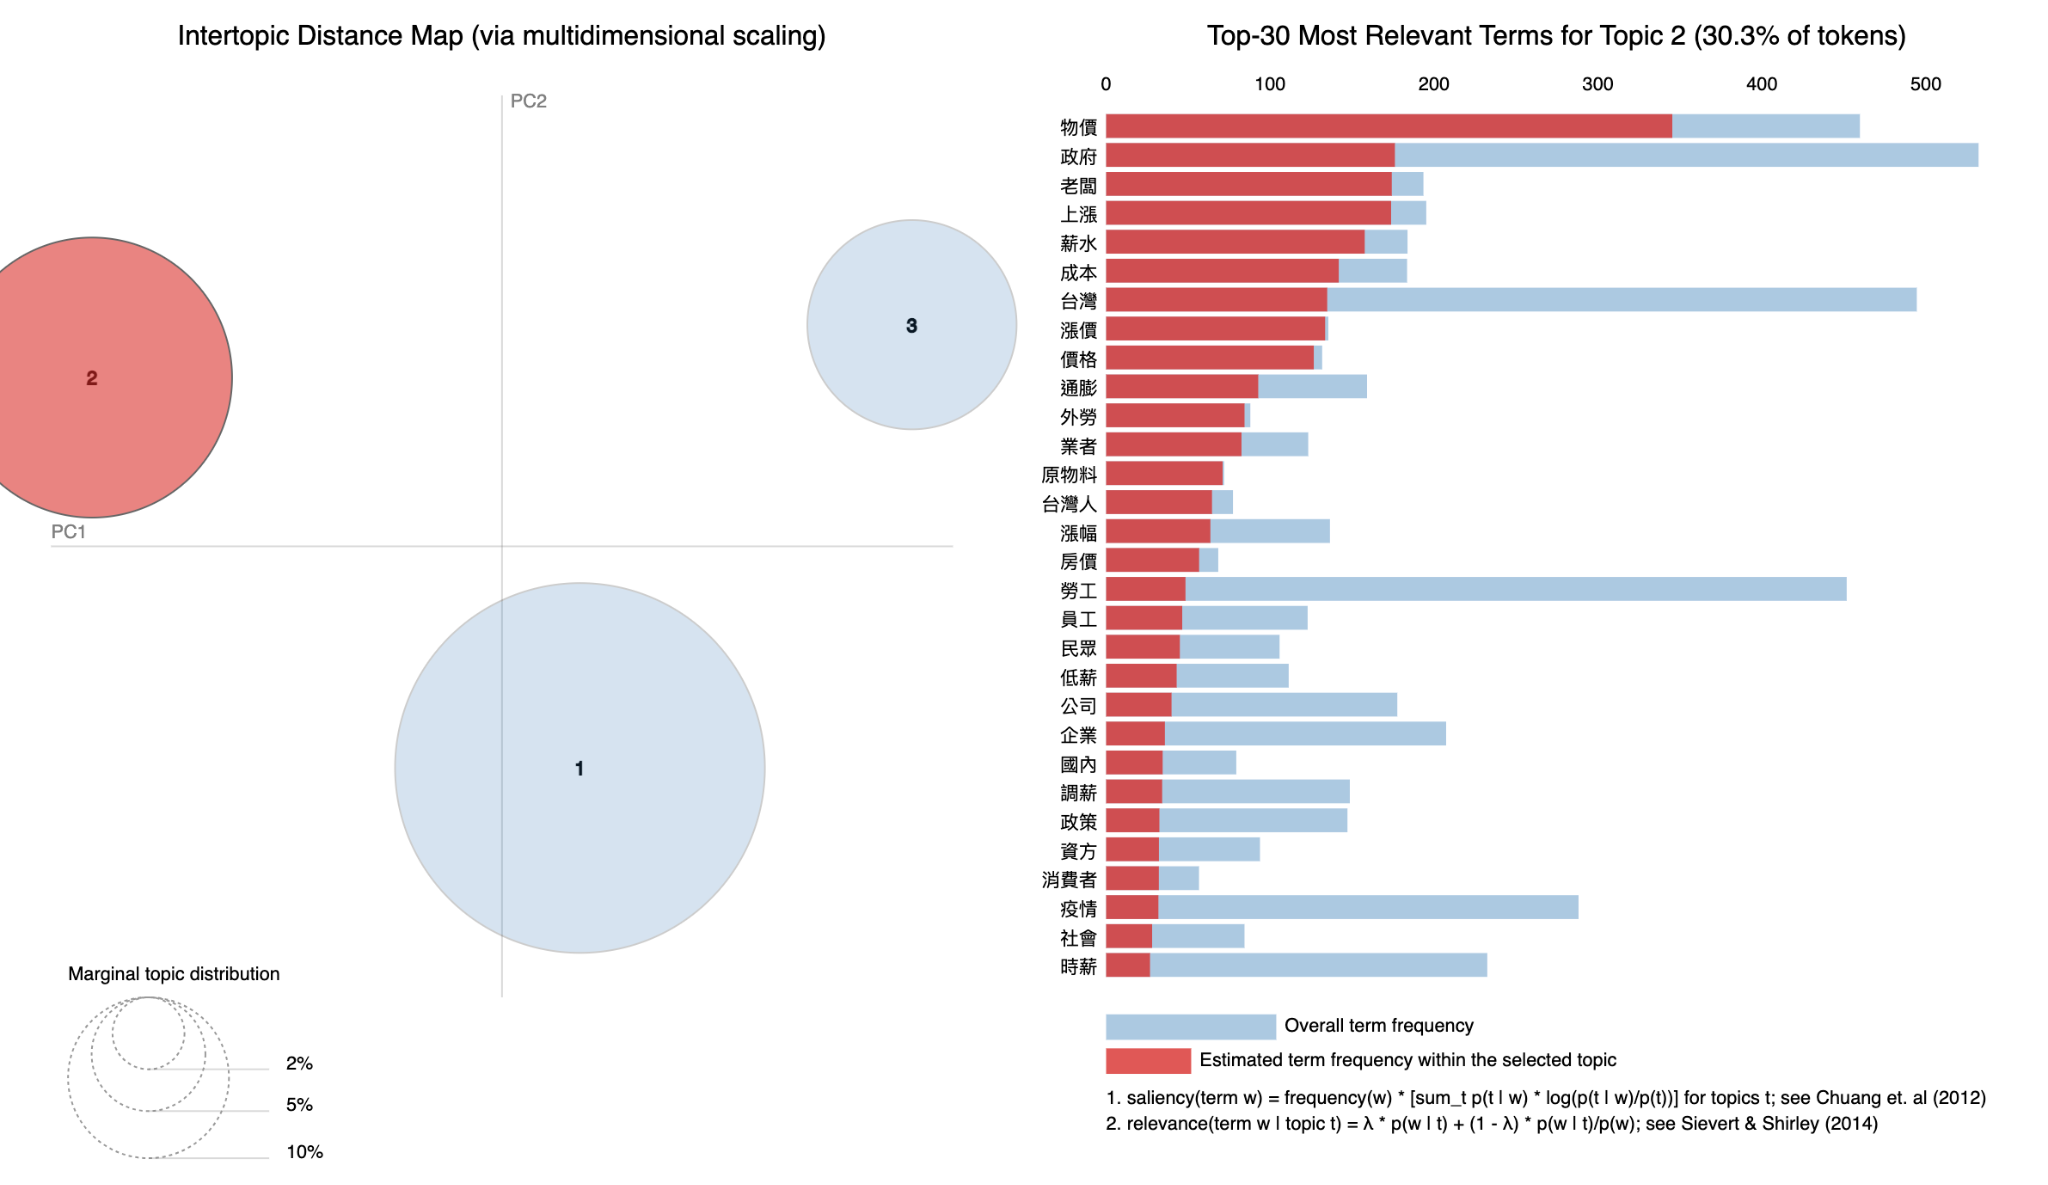 Intertopic Distance Map (via multidimensional scaling)
PC2
3
2
PC1
1
Marginal topic distribution
2%
5%
10%
Top-30 Most Relevant Terms for Topic 2 (30.3% of tokens)
0 100 200 300 400 500
物價
政府
老闆
上漲
薪水
成本
台灣
漲價
價格
通膨
外勞
業者
原物料
台灣人
漲幅
房價
勞工
員工
民眾
低薪
公司
企業
國內
調薪
政策
資方
消費者
疫情
社會
時薪
Overall term frequency
Estimated term frequency within the selected topic
1. saliency(term w) = frequency(w) * [sum_t p(t | w) * log(p(t | w)/p(t))] for topics t; see Chuang et. al (2012)
2. relevance(term w | topic t) = λ * p(w | t) + (1 - λ) * p(w | t)/p(w); see Sievert & Shirley (2014)